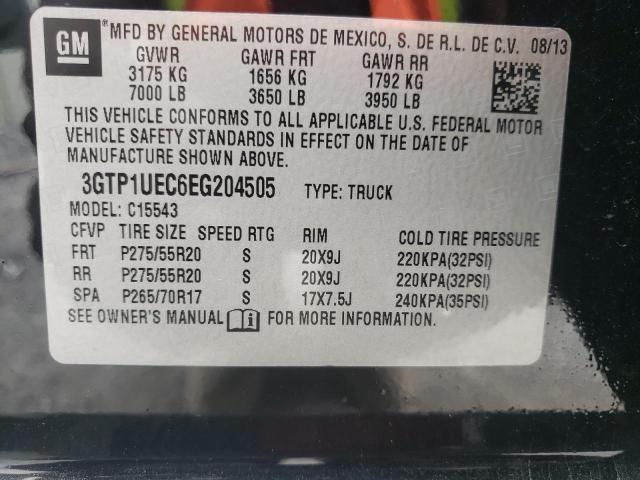 GM ® MFD BY GENERAL MOTORS DE MEXICO, S. DE R.L. DE C.V. 08/13
GVWR GAWR FRT GAWR RR
3175 KG 1656 KG 1792 KG
7000 LB 3650 LB 3950 LB
THIS VEHICLE CONFORMS TO ALL APPLICABLE U.S. FEDERAL MOTOR
VEHICLE SAFETY STANDARDS IN EFFECT ON THE DATE OF
MANUFACTURE SHOWN ABOVE.
3GTP1UEC6EG204505 TYPE: TRUCK
MODEL: C15543
CFVP TIRE SIZE SPEED RTG RIM COLD TIRE PRESSURE
FRT P275/55R20 S 20X9J 220KPA(32PSI)
RR P275/55R20 S 20X9J 220KPA(32PSI)
SPA P265/70R17 S 17X7.5J 240KPA(35PSI)
SEE OWNER'S MANUAL FOR MORE INFORMATION.